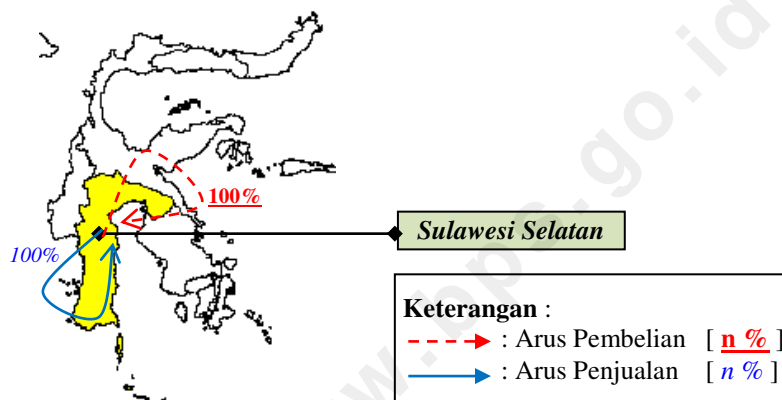 100%
Sulawesi Selatan
100%
Keterangan :
: Arus Pembelian [ n % ]
: Arus Penjualan [ n % ]
www.bps.go.id